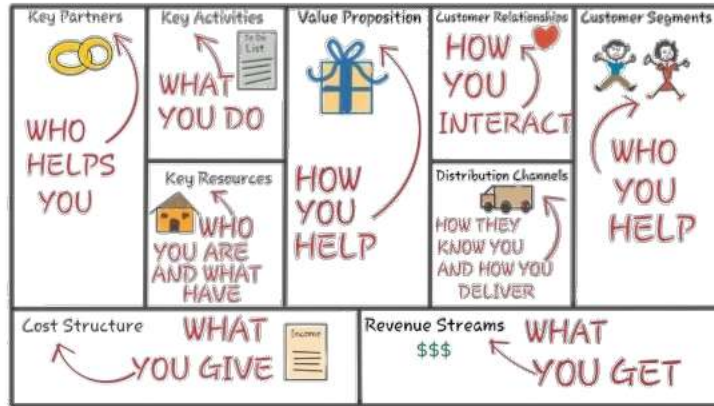 Key Partners
WHO
HELPS
YOU
Key Activities
To Do
List
WHAT
YOU DO
Key Resources
WHO
YOU ARE
AND WHAT
HAVE
Value Proposition
HOW
YOU
HELP
Customer Relationships
HOW
YOU
INTERACT
Distribution Channels
HOW THEY
KNOW YOU
AND HOW YOU
DELIVER
Customer Segments
WHO
YOU
HELP
Cost Structure
WHAT
YOU GIVE
Income
Revenue Streams
$$$
WHAT
YOU GET